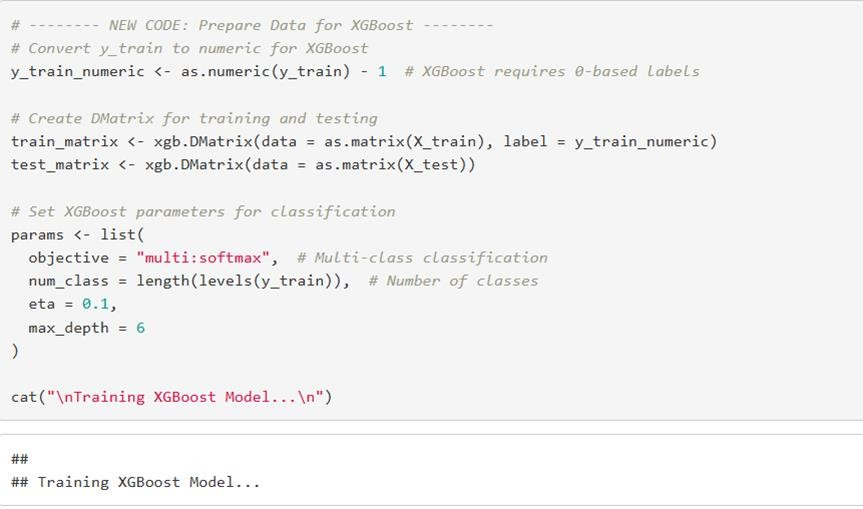 # -------- NEW CODE: Prepare Data for XGBoost --------
# Convert y_train to numeric for XGBoost
y_train_numeric <- as.numeric(y_train) - 1  # XGBoost requires 0-based labels

# Create DMatrix for training and testing
train_matrix <- xgb.DMatrix(data = as.matrix(X_train), label = y_train_numeric)
test_matrix <- xgb.DMatrix(data = as.matrix(X_test))

# Set XGBoost parameters for classification
params <- list(
  objective = "multi:softmax",  # Multi-class classification
  num_class = length(levels(y_train)),  # Number of classes
  eta = 0.1,
  max_depth = 6
)

cat("\nTraining XGBoost Model...\n")

##
## Training XGBoost Model...